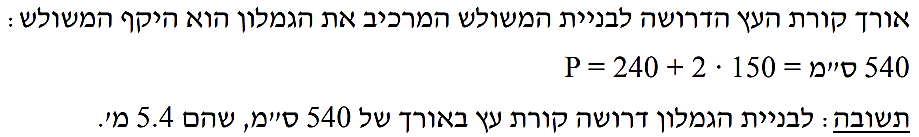 אורך קורת העץ הדרושה לבניית המשולש המרכיב את הגמלון הוא היקף המשולש:
P = 240 + 2 · 150 = 540 ס״מ
תשובה: לבניית הגמלון דרושה קורת עץ באורך של 540 ס״מ, שהם 5.4 מ׳.